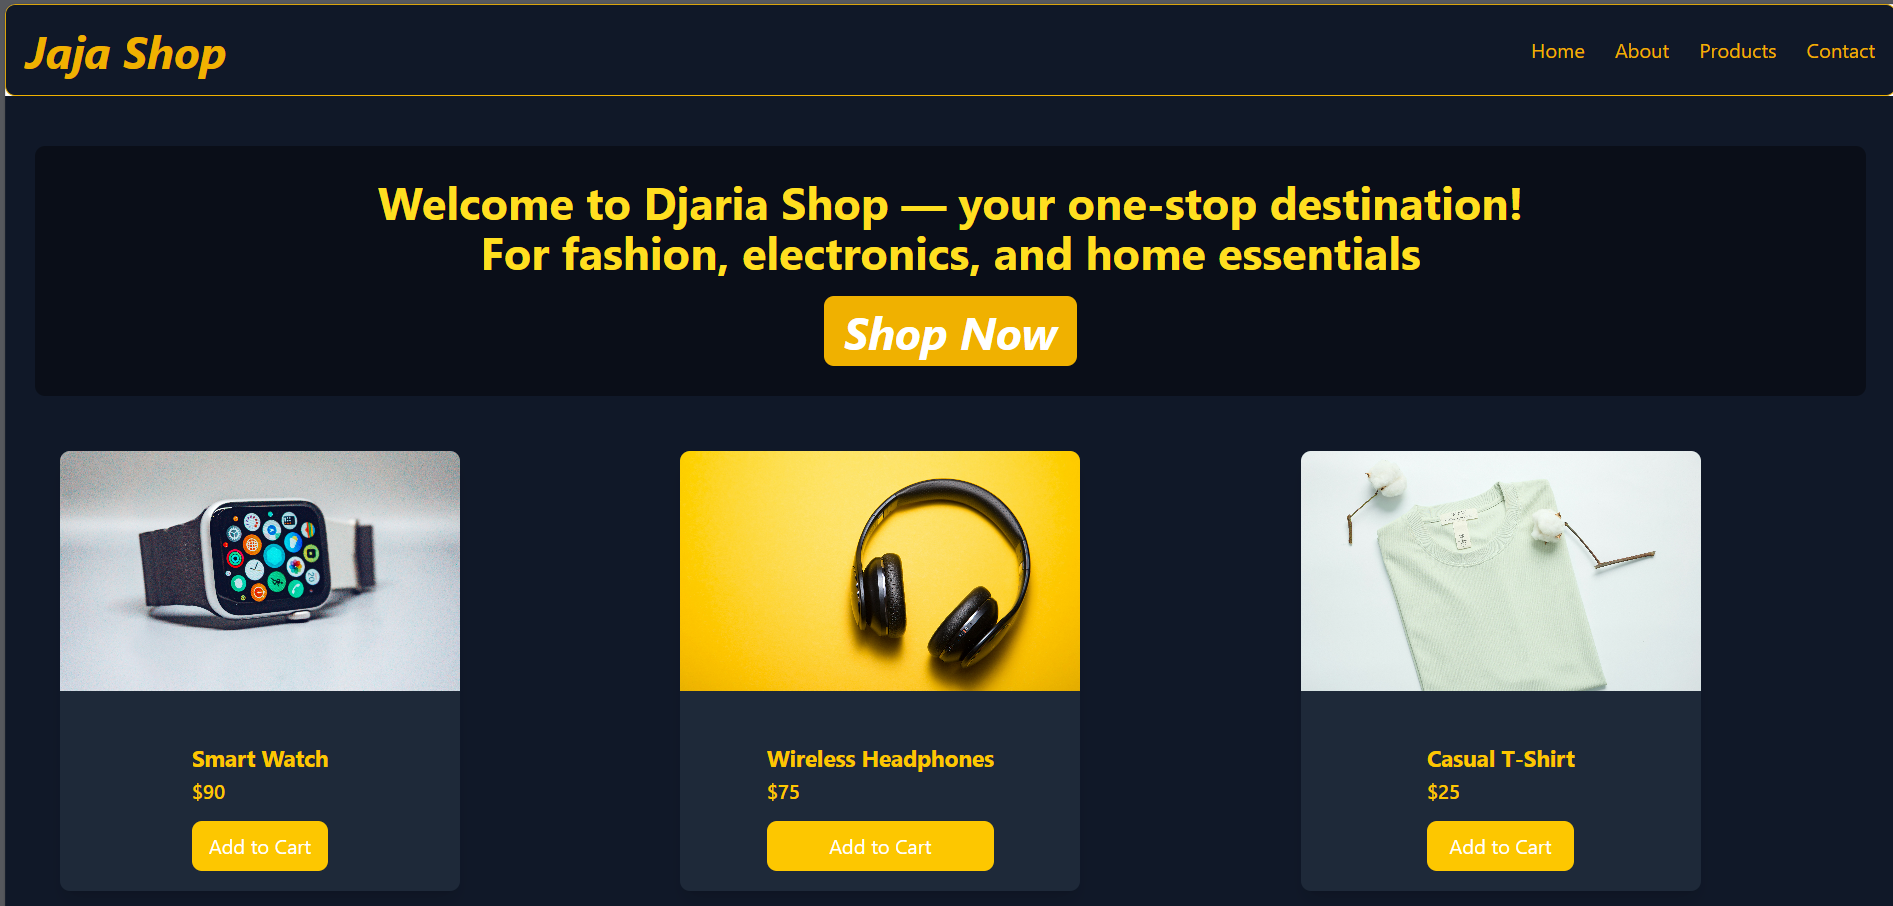 Jaja Shop
Home About Products Contact
Welcome to Djaria Shop — your one-stop destination!
For fashion, electronics, and home essentials
Shop Now
Smart Watch
$90
Add to Cart
Wireless Headphones
$75
Add to Cart
Casual T-Shirt
$25
Add to Cart